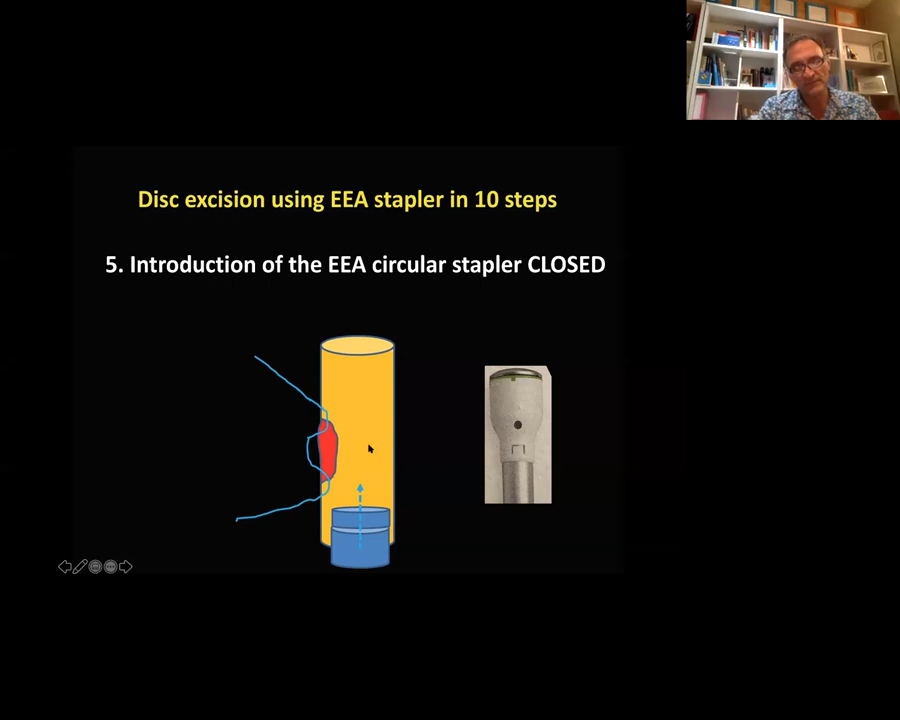 Disc excision using EEA stapler in 10 steps
5. Introduction of the EEA circular stapler CLOSED